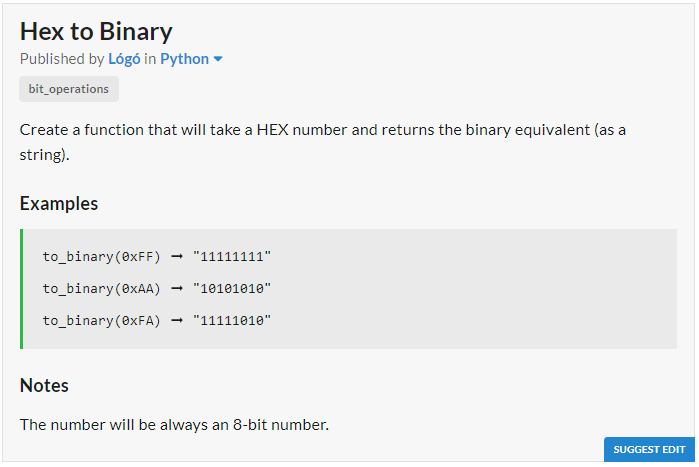 Hex to Binary
Published by Lógó in Python
bit_operations
Create a function that will take a HEX number and returns the binary equivalent (as a
string).
Examples
to_binary(0xFF) ➞ "11111111"
to_binary(0xAA) ➞ "10101010"
to_binary(0xFA) ➞ "11111010"
Notes
The number will be always an 8-bit number.
SUGGEST EDIT